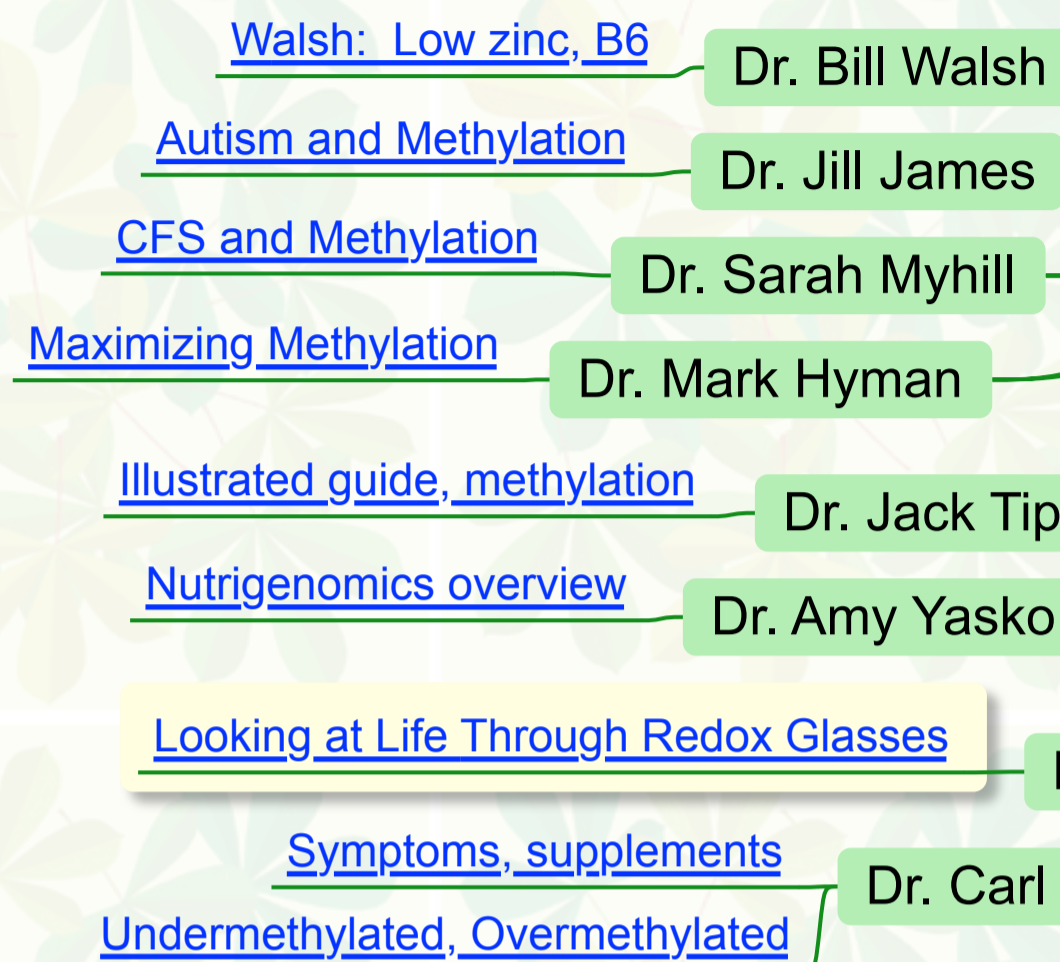 Walsh:  Low zinc, B6
Dr. Bill Walsh
Autism and Methylation
Dr. Jill James
CFS and Methylation
Dr. Sarah Myhill
Maximizing Methylation
Dr. Mark Hyman
Illustrated guide, methylation
Dr. Jack Tip
Nutrigenomics overview
Dr. Amy Yasko
Looking at Life Through Redox Glasses
Symptoms, supplements
Dr. Carl
Undermethylated, Overmethylated